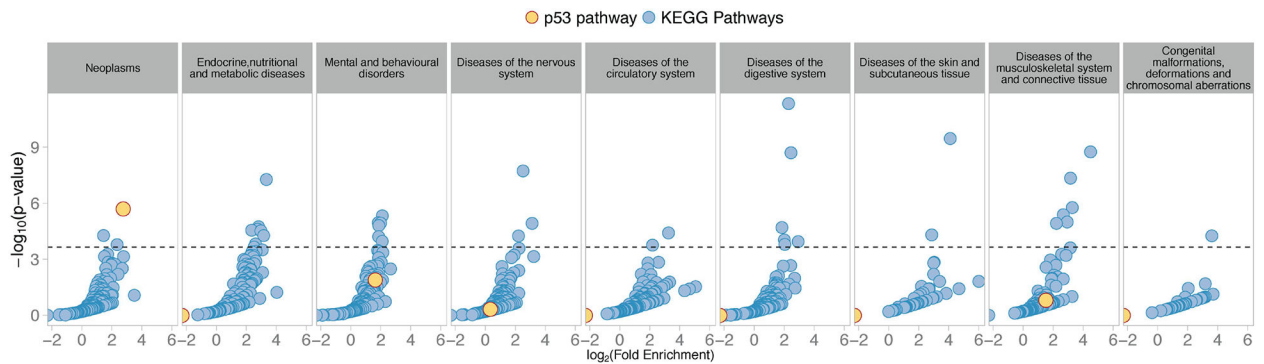 p53 pathway KEGG Pathways
Neoplasms
Endocrine,nutritional
and metabolic diseases
Mental and behavioural
disorders
Diseases of the nervous
system
Diseases of the
circulatory system
Diseases of the
digestive system
Diseases of the skin and
subcutaneous tissue
Diseases of the
musculoskeletal system
and connective tissue
Congenital
malformations,
deformations and
chromosomal aberrations
−log10(p−value)
9
6
3
0
−2 0 2 4 6−2 0 2 4 6−2 0 2 4 6−2 0 2 4 6−2 0 2 4 6−2 0 2 4 6−2 0 2 4 6−2 0 2 4 6−2 0 2 4 6
log2(Fold Enrichment)